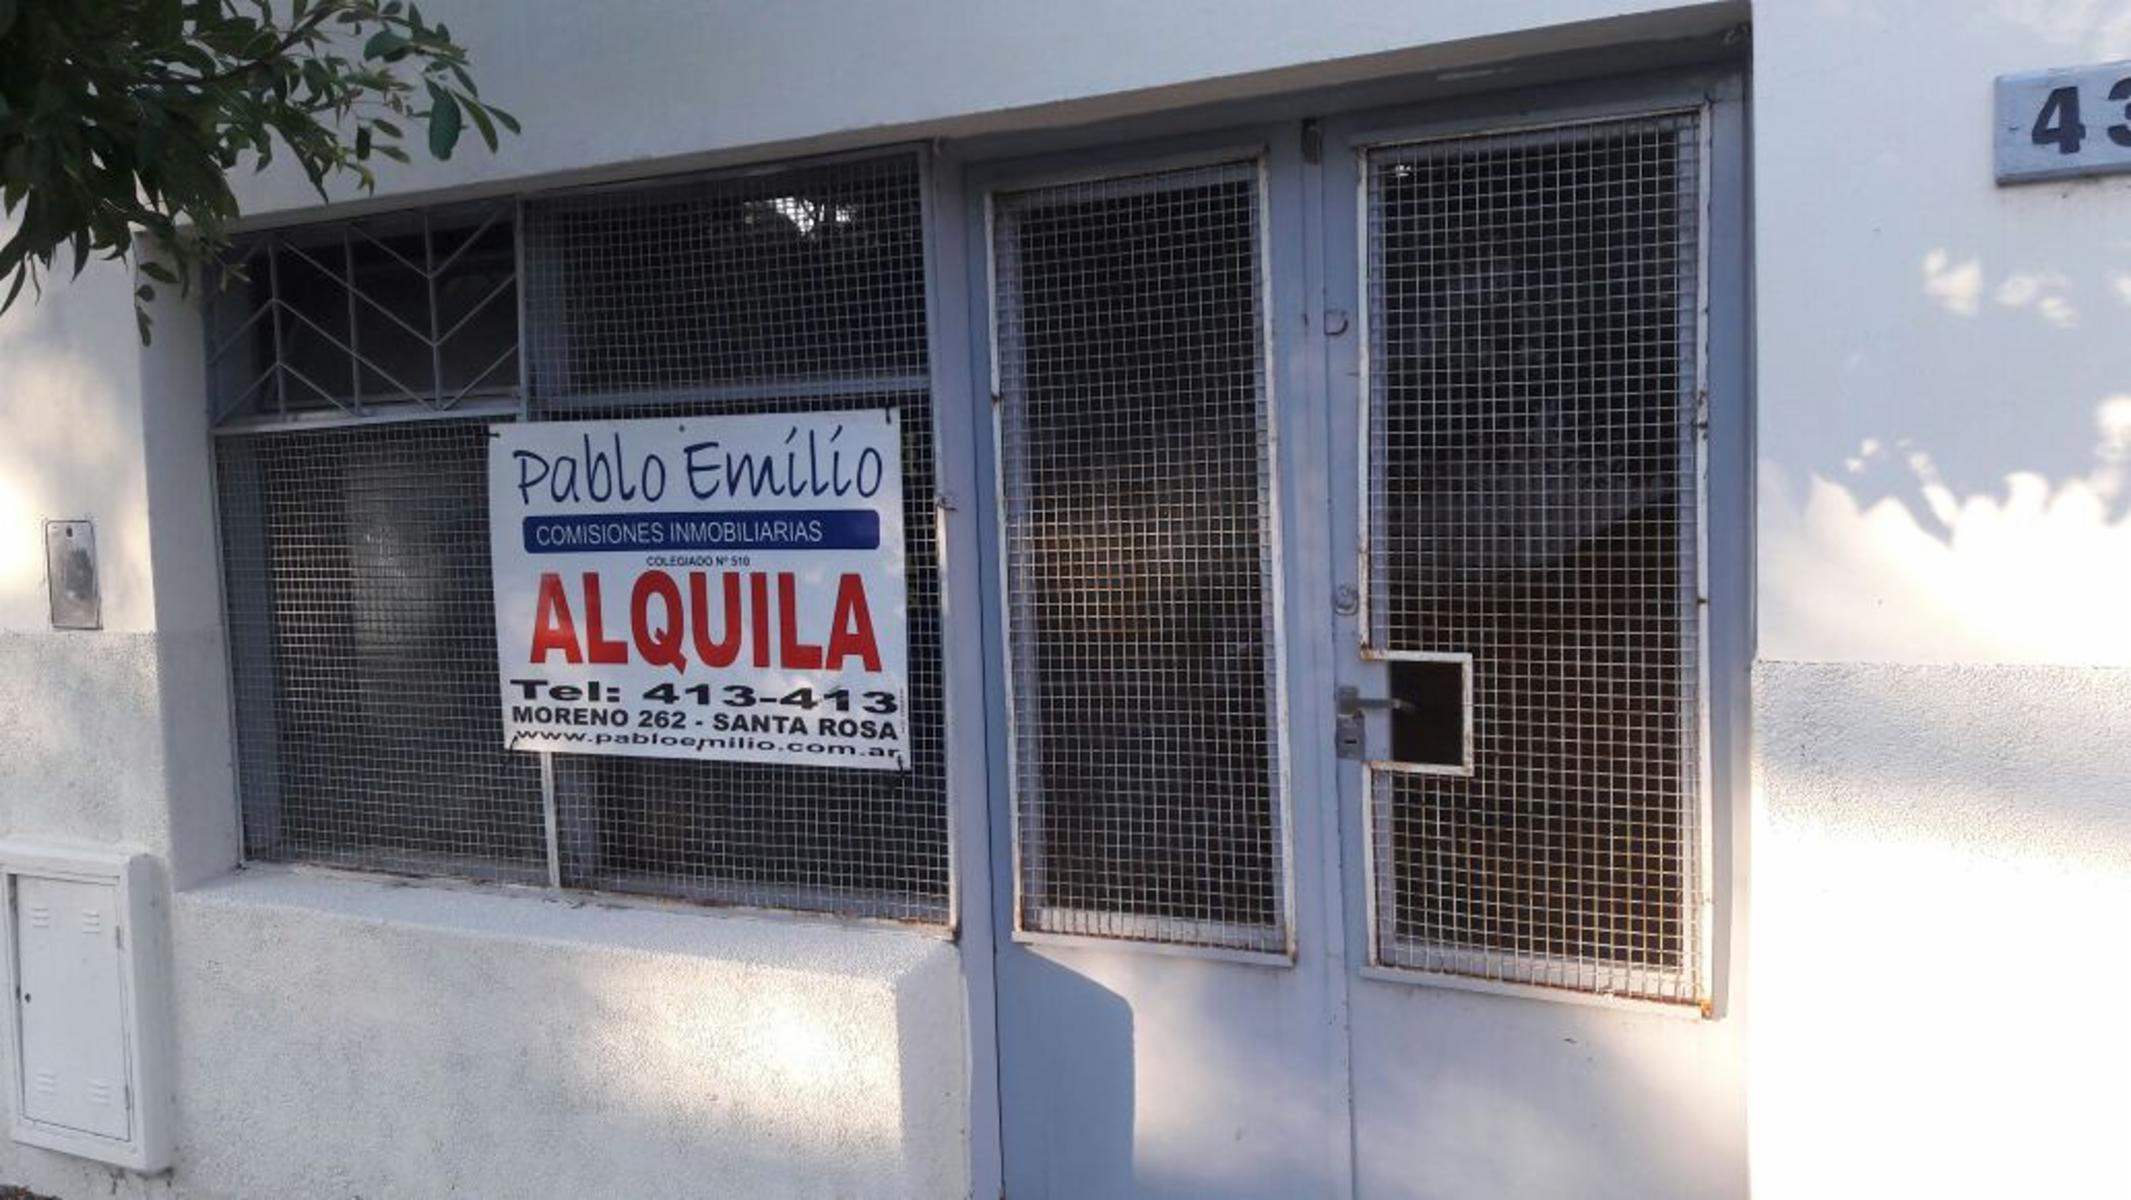 Pablo Emilio
COMISIONES INMOBILIARIAS
COLEGIADO Nº 510
ALQUILA
Tel: 413-413
MORENO 262 - SANTA ROSA
www.pabloemilio.com.ar
43